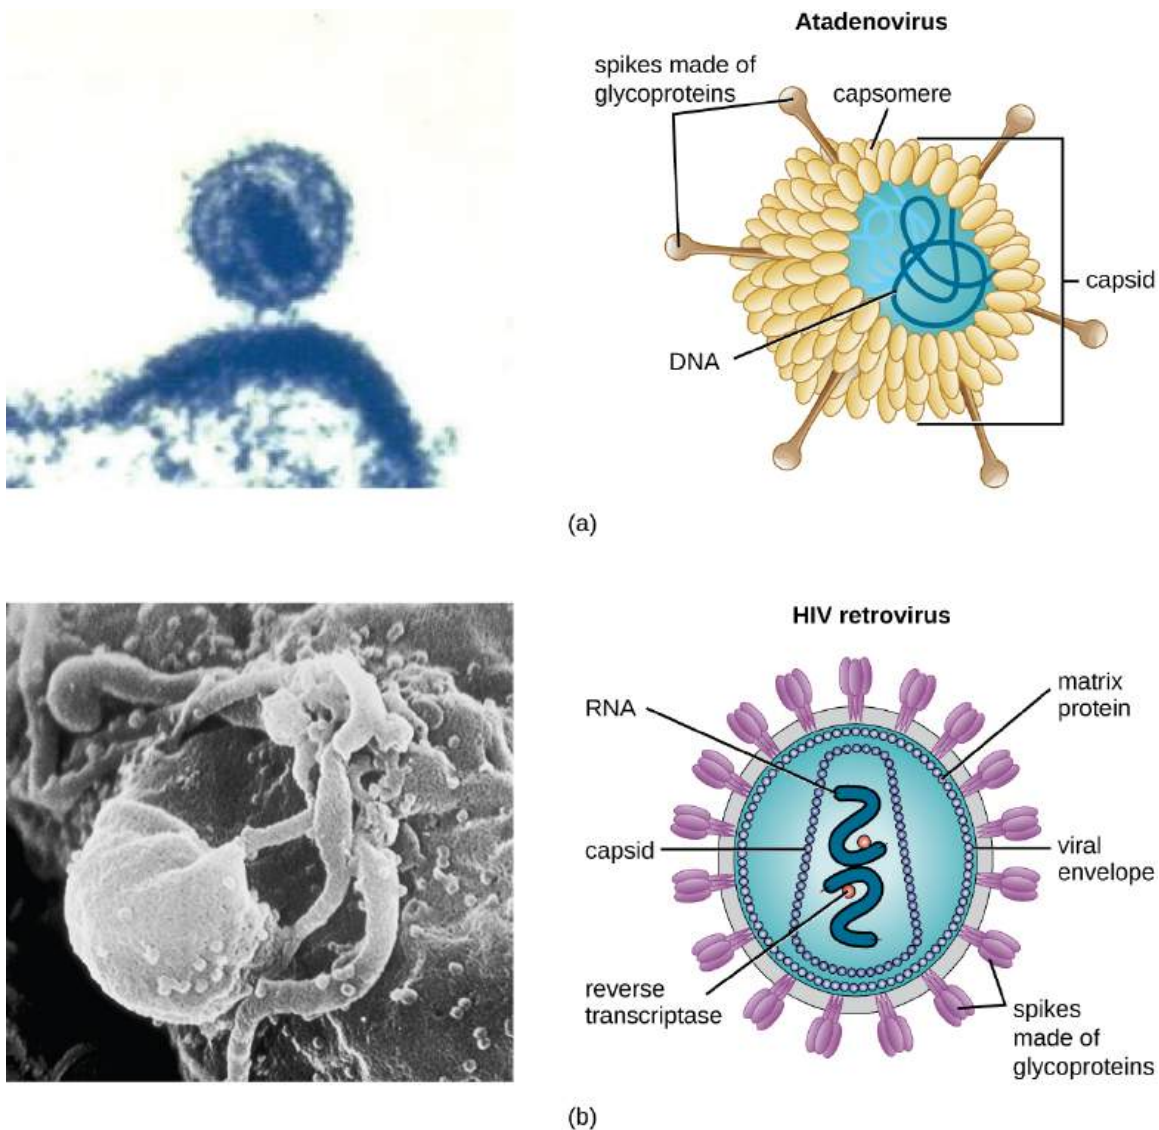 Atadenovirus
spikes made of
glycoproteins
capsomere
capsid
DNA
(a)
HIV retrovirus
RNA
matrix
protein
capsid
viral
envelope
reverse
transcriptase
spikes
made of
glycoproteins
(b)